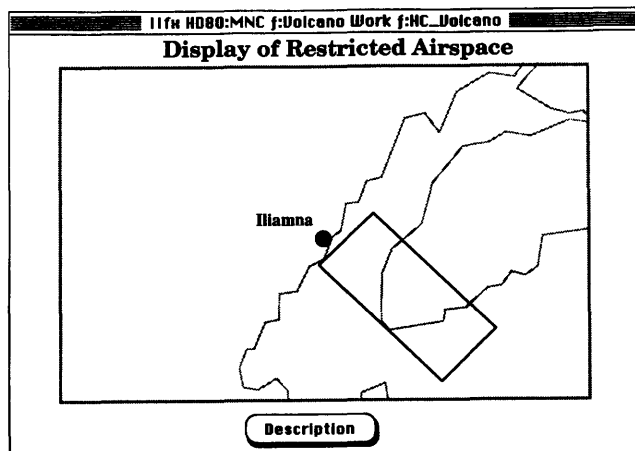 IIfx HD80:MNC ƒ:Volcano Work ƒ:HC_Volcano
Display of Restricted Airspace
Iliamna
Description